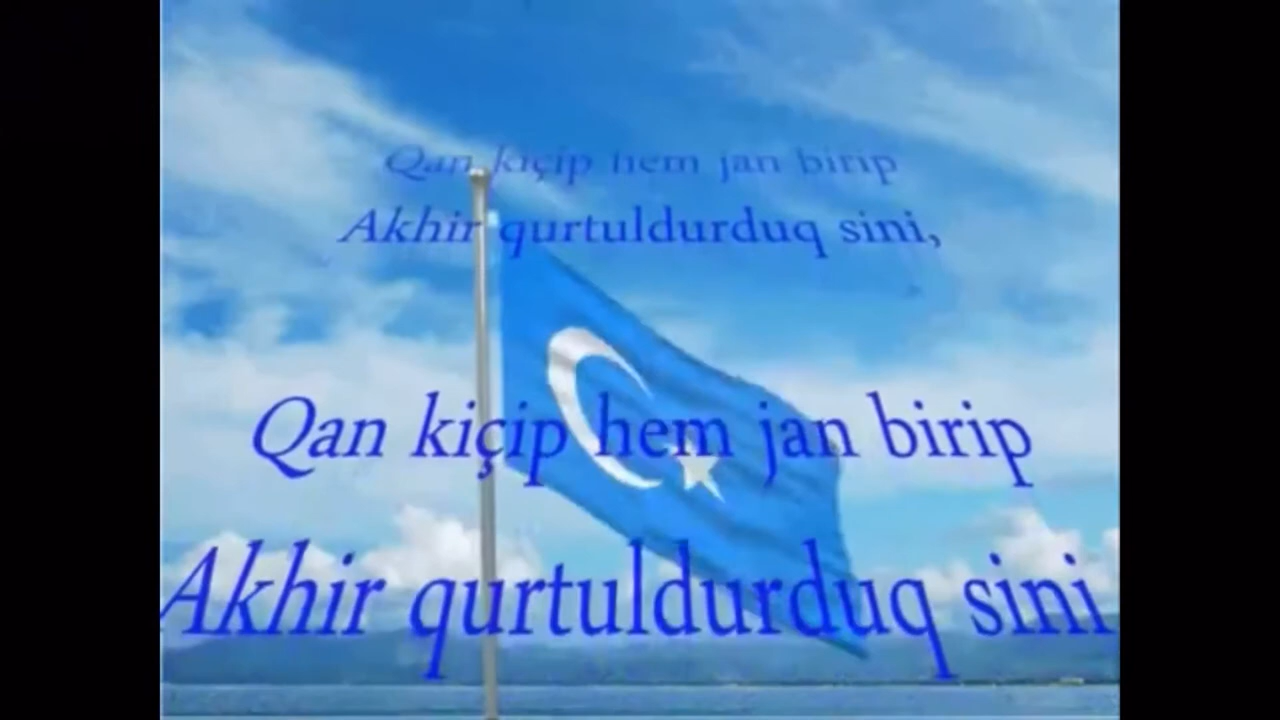 Qan kiçip hem jan birip
Akhir qurtuldurduq sini,
Qan kiçip hem jan birip
Akhir qurtuldurduq sini